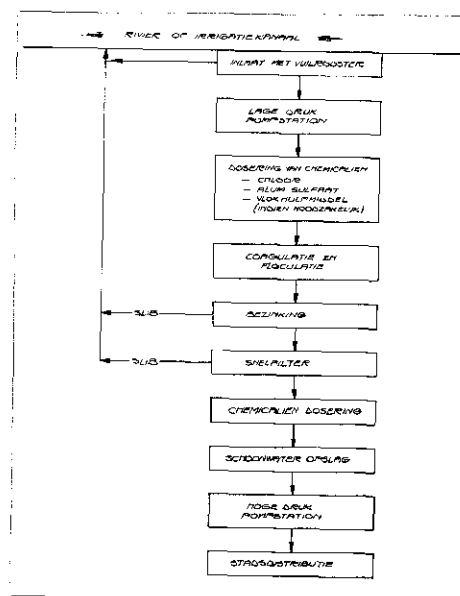 RIVIER OF IRRIGATIEKANAAL
INLAAT MET VUILROOSTER
LAGE DRUK
POMPSTATION
DOSERING VAN CHEMICALIEN
— CHLOOR
— ALUM SULFAAT
— VLOKHULPMIDDEL
(INDIEN NOODZAKELIJK)
COAGULATIE EN
FLOCULATIE
SLIB
BEZINKING
SLIB
SNELFILTER
CHEMICALIEN DOSERING
SCHOONWATER OPSLAG
HOGE DRUK
POMPSTATION
STADSDISTRIBUTIE